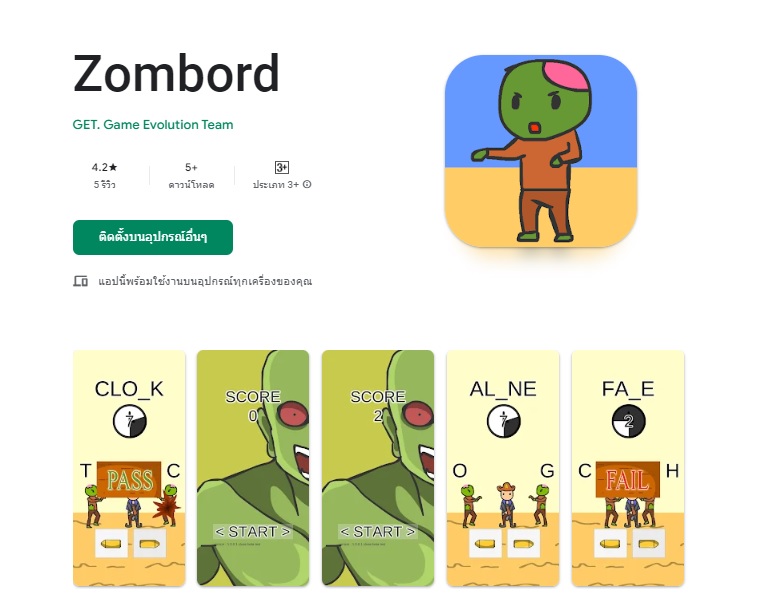 Zombord
GET. Game Evolution Team
4.2★
5 รีวิว
5+
ดาวน์โหลด
3+
ประเภท 3+
ติดตั้งบนอุปกรณ์อื่นๆ
แอปนี้พร้อมใช้งานบนอุปกรณ์ทุกเครื่องของคุณ
CLO_K
7
T PASS C
SCORE
0
< START >
SCORE
2
< START >
AL_NE
7
O G
FA_E
2
C FAIL H